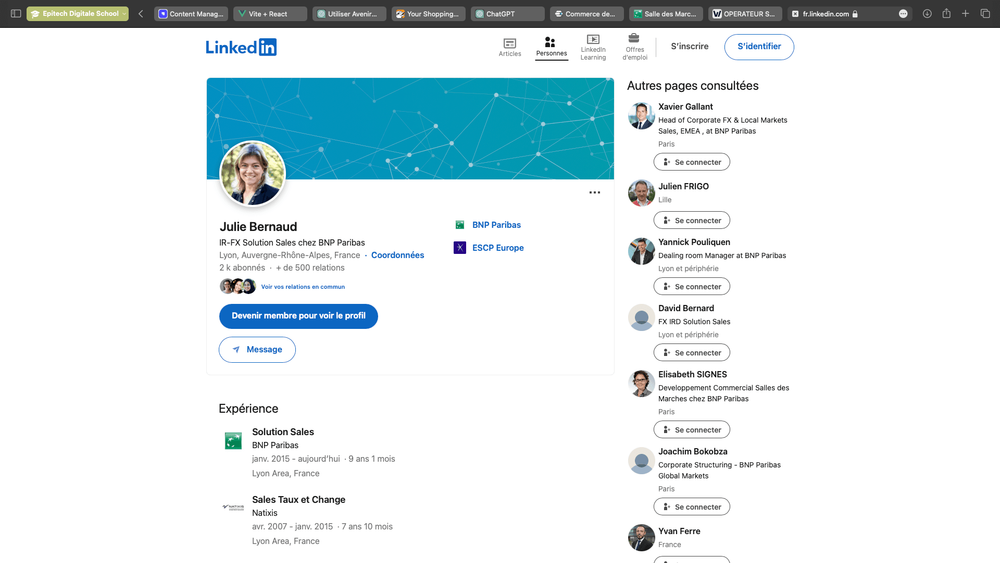 Epitech Digitale School
Content Manag...
Vite + React
Utiliser Avenir...
Your Shopping...
ChatGPT
Commerce de...
Salle des Marc...
OPERATEUR S...
fr.linkedin.com
LinkedIn
Articles
Personnes
LinkedIn Learning
Offres d'emploi
S'inscrire
S'identifier
Julie Bernaud
IR-FX Solution Sales chez BNP Paribas
Lyon, Auvergne-Rhône-Alpes, France · Coordonnées
2 k abonnés · + de 500 relations
Voir vos relations en commun
Devenir membre pour voir le profil
Message
BNP Paribas
ESCP Europe
Expérience
Solution Sales
BNP Paribas
janv. 2015 - aujourd'hui · 9 ans 1 mois
Lyon Area, France
Sales Taux et Change
Natixis
avr. 2007 - janv. 2015 · 7 ans 10 mois
Lyon Area, France
Autres pages consultées
Xavier Gallant
Head of Corporate FX & Local Markets
Sales, EMEA , at BNP Paribas
Paris
Se connecter
Julien FRIGO
Lille
Se connecter
Yannick Pouliquen
Dealing room Manager at BNP Paribas
Lyon et périphérie
Se connecter
David Bernard
FX IRD Solution Sales
Lyon et périphérie
Se connecter
Elisabeth SIGNES
Developpement Commercial Salles des
Marches chez BNP Paribas
Paris
Se connecter
Joachim Bokobza
Corporate Structuring - BNP Paribas
Global Markets
Paris
Se connecter
Yvan Ferre
France